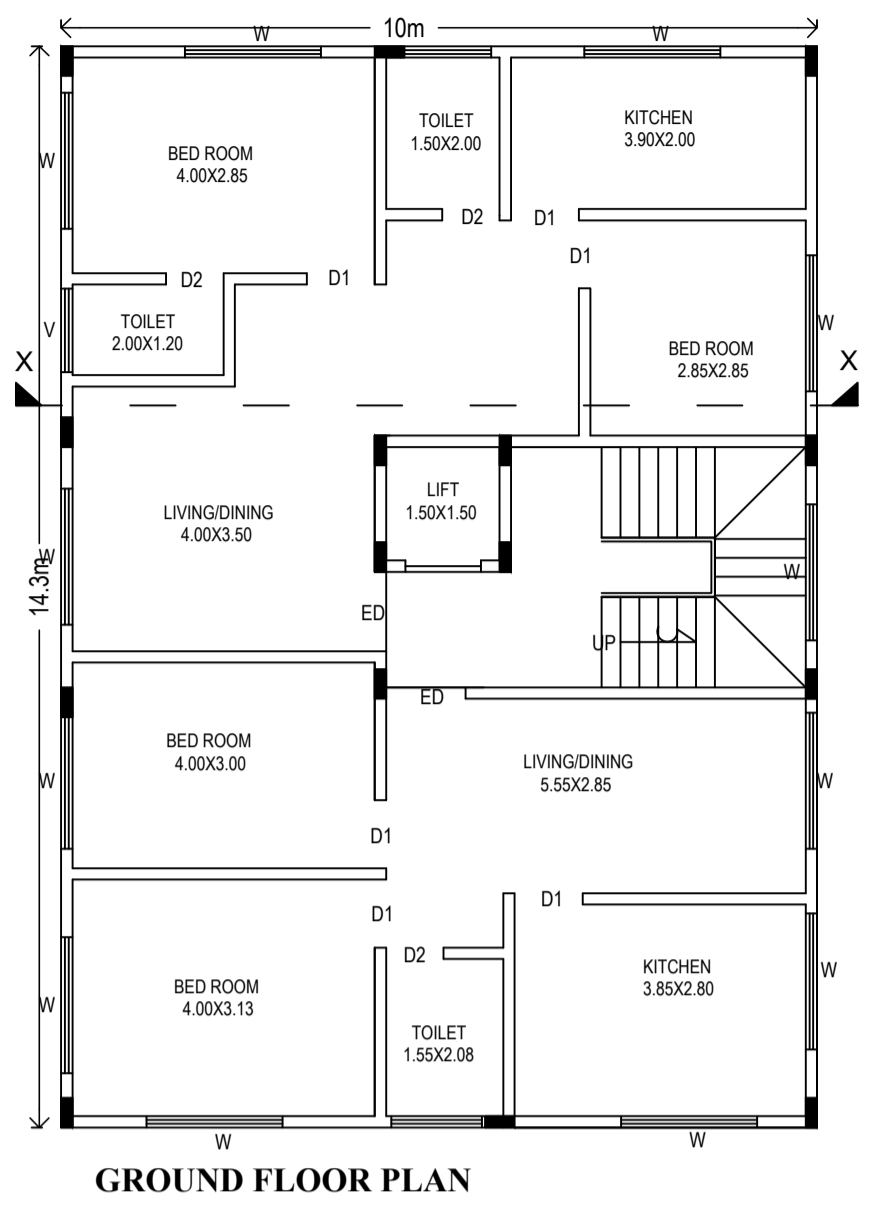 10m
W
W
TOILET
1.50X2.00
KITCHEN
3.90X2.00
BED ROOM
4.00X2.85
W
D2
D1
D1
D2
D1
TOILET
2.00X1.20
V
W
BED ROOM
2.85X2.85
X
X
LIFT
1.50X1.50
LIVING/DINING
4.00X3.50
W
14.3m
W
ED
UP
ED
BED ROOM
4.00X3.00
LIVING/DINING
5.55X2.85
W
W
D1
D1
D1
D2
KITCHEN
3.85X2.80
W
BED ROOM
4.00X3.13
W
TOILET
1.55X2.08
W
W
GROUND FLOOR PLAN